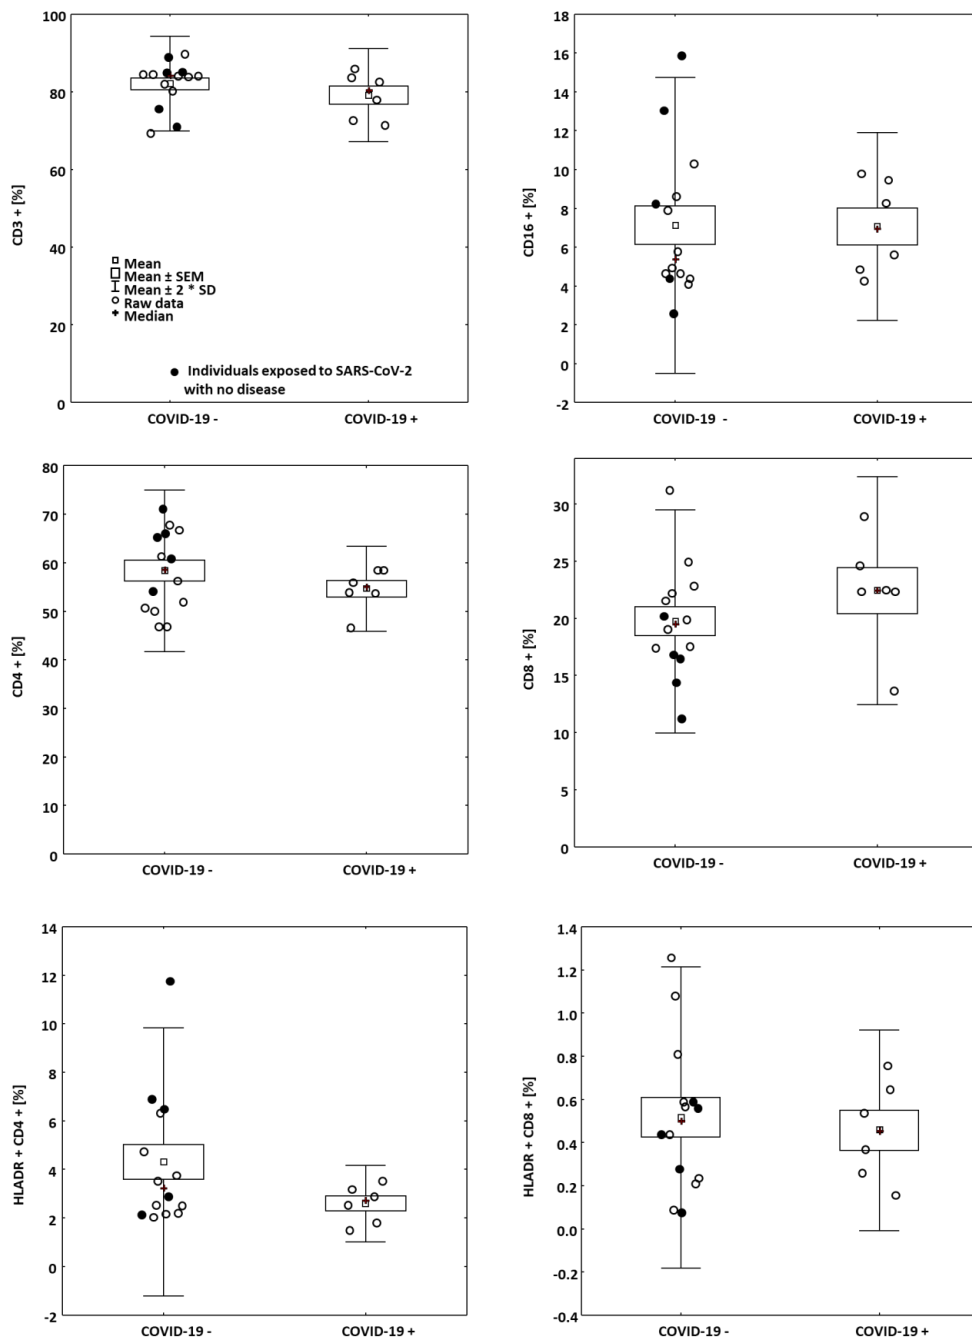 100
80
60
40
20
0
CD3 + [%]
Mean
Mean ± SEM
Mean ± 2 * SD
Raw data
Median
Individuals exposed to SARS-CoV-2
with no disease
COVID-19 -
COVID-19 +
18
16
14
12
10
8
6
4
2
0
-2
CD16 + [%]
COVID-19 -
COVID-19 +
80
70
60
50
40
30
20
10
0
CD4 + [%]
COVID-19 -
COVID-19 +
30
25
20
15
10
5
0
CD8 + [%]
COVID-19 -
COVID-19 +
14
12
10
8
6
4
2
0
-2
HLADR + CD4 + [%]
COVID-19 -
COVID-19 +
1.4
1.2
1.0
0.8
0.6
0.4
0.2
0.0
-0.2
-0.4
HLADR + CD8 + [%]
COVID-19 -
COVID-19 +